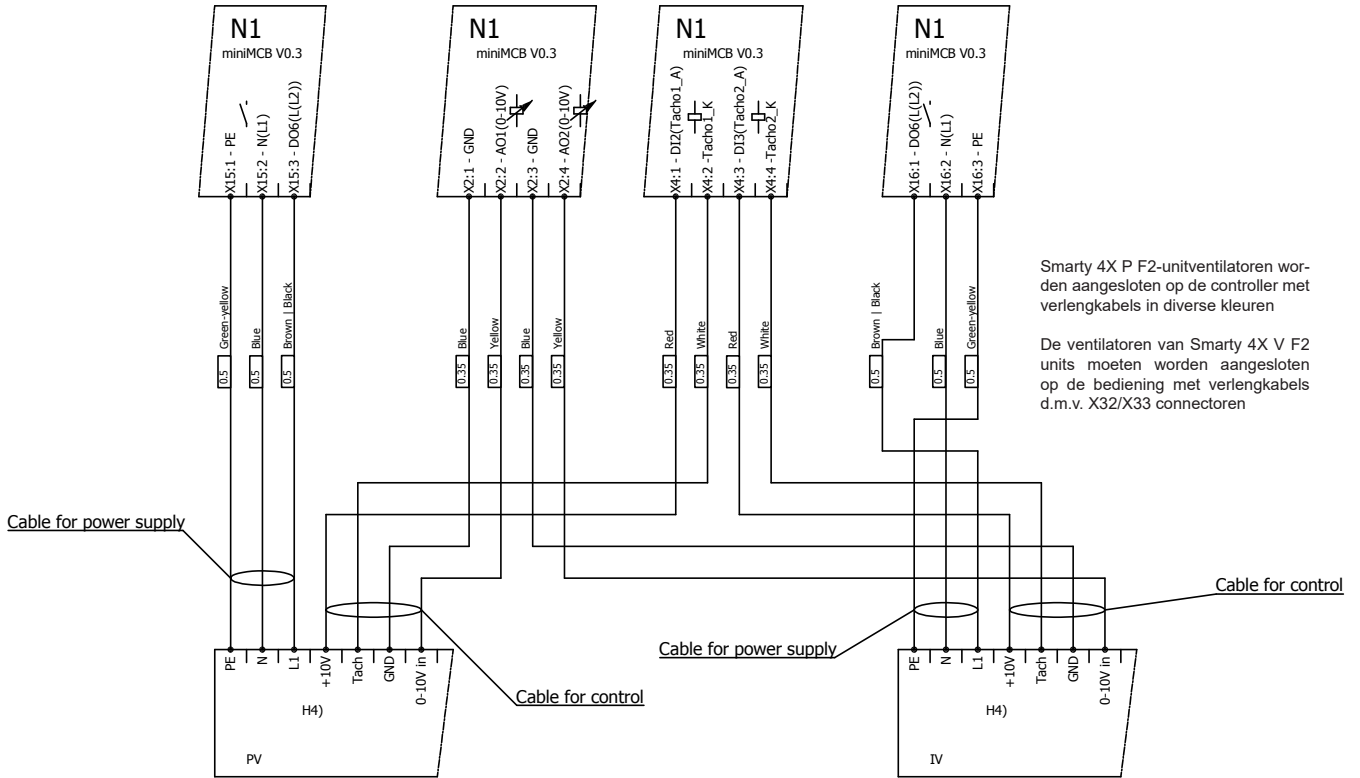 N1
miniMCB V0.3
X15:1 - PE
X15:2 - N(L1)
X15:3 - DO6(L(L2))
N1
miniMCB V0.3
X2:1 - GND
X2:2 - AO1(0-10V)
X2:3 - GND
X2:4 - AO2(0-10V)
N1
miniMCB V0.3
X4:1 - DI2(Tacho1_A)
X4:2 -Tacho1_K
X4:3 - DI3(Tacho2_A)
X4:4 -Tacho2_K
N1
miniMCB V0.3
X16:1 - DO6(L(L2))
X16:2 - N(L1)
X16:3 - PE
0.5 Green-yellow
0.5 Blue
0.5 Brown | Black
0.35 Blue
0.35 Yellow
0.35 Blue
0.35 Yellow
0.35 Red
0.35 White
0.35 Red
0.35 White
0.5 Brown | Black
0.5 Blue
0.5 Green-yellow
Smarty 4X P F2-unitventilatoren wor-
den aangesloten op de controller met
verlengkabels in diverse kleuren
De ventilatoren van Smarty 4X V F2
units moeten worden aangesloten
op de bediening met verlengkabels
d.m.v. X32/X33 connectoren
Cable for power supply
Cable for control
Cable for power supply
Cable for control
PE
N
L1
+10V
Tach
GND
0-10V in
H4)
PV
PE
N
L1
+10V
Tach
GND
0-10V in
H4)
IV